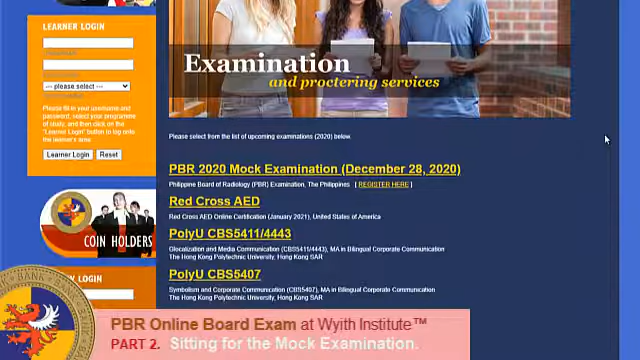 LEARNER LOGIN
--- please select ---
Please fill in your username and
password, select your programme
of study, and then click on the
"Learner Login" button to log onto
the learner's area.
Learner Login Reset
COIN HOLDERS
Y LOGIN
Examination
and proctering services
Please select from the list of upcoming examinations (2020) below.
PBR 2020 Mock Examination (December 28, 2020)
Philippine Board of Radiology (PBR) Examination, The Philippines [ REGISTER HERE ]
Red Cross AED
Red Cross AED Online Certification (January 2021), United States of America
PolyU CBS5411/4443
Glocalization and Media Communication (CBS5411/4443), MA in Bilingual Corporate Communication
The Hong Kong Polytechnic University, Hong Kong SAR
PolyU CBS5407
Symbolism and Corporate Communication (CBS5407), MA in Bilingual Corporate Communication
The Hong Kong Polytechnic University, Hong Kong SAR
PBR Online Board Exam at Wyith Institute™
PART 2. Sitting for the Mock Examination.